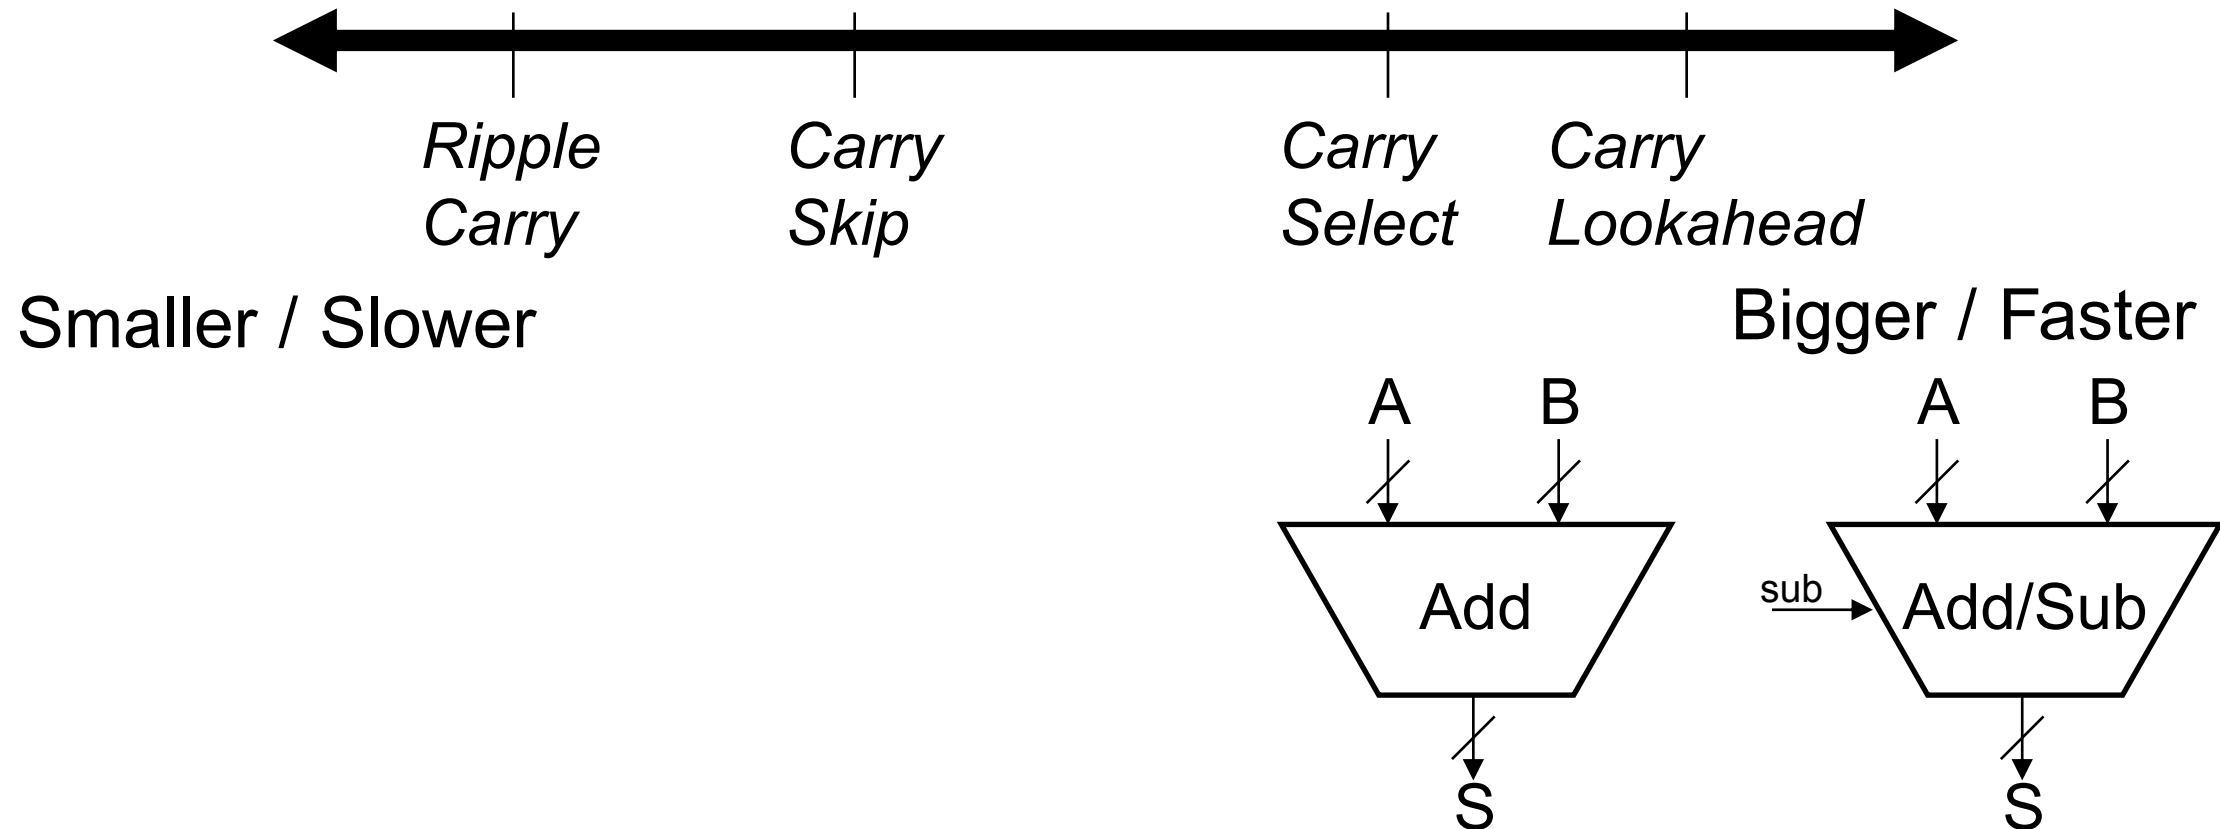 Ripple
Carry
Carry
Skip
Carry
Select
Carry
Lookahead
Smaller / Slower
Bigger / Faster
A
B
Add
S
A
B
sub
Add/Sub
S